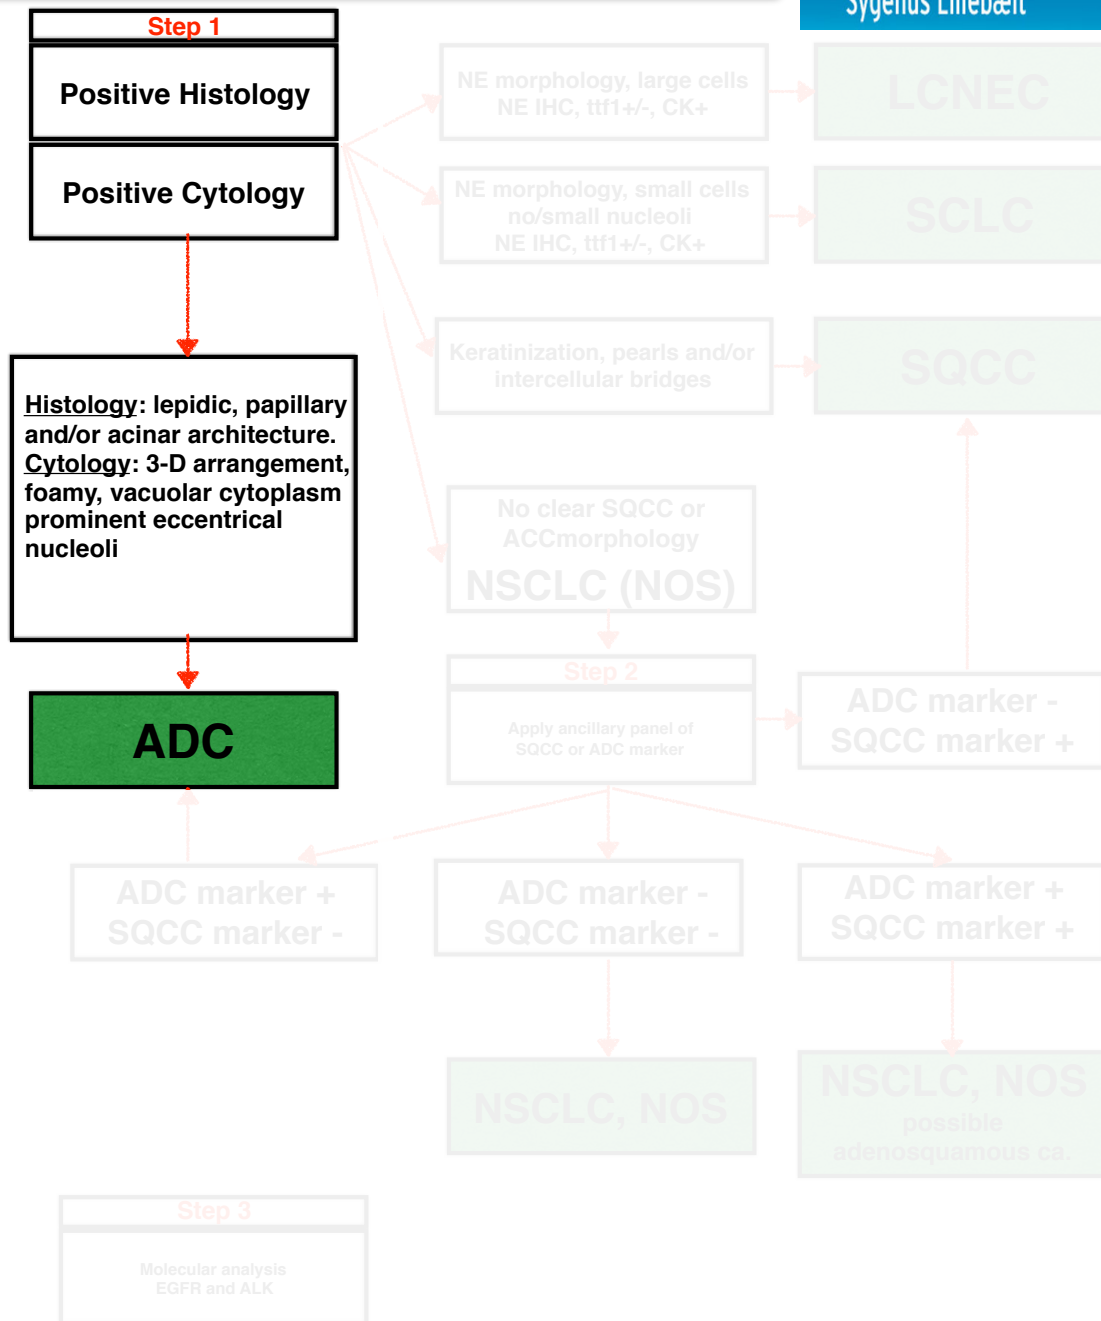 Sygehus Lillebælt
Step 1
Positive Histology
Positive Cytology
NE morphology, large cells
NE IHC, ttf1+/-, CK+
LCNEC
NE morphology, small cells
no/small nucleoli
NE IHC, ttf1+/-, CK+
SCLC
Keratinization, pearls and/or
intercellular bridges
SQCC
Histology: lepidic, papillary
and/or acinar architecture.
Cytology: 3-D arrangement,
foamy, vacuolar cytoplasm
prominent eccentrical
nucleoli
No clear SQCC or
ACCmorphology
NSCLC (NOS)
Step 2
Apply ancillary panel of
SQCC or ADC marker
ADC marker -
SQCC marker +
ADC
ADC marker +
SQCC marker -
ADC marker -
SQCC marker -
ADC marker +
SQCC marker +
NSCLC, NOS
NSCLC, NOS
possible
adenosquamous ca.
Step 3
Molecular analysis
EGFR and ALK